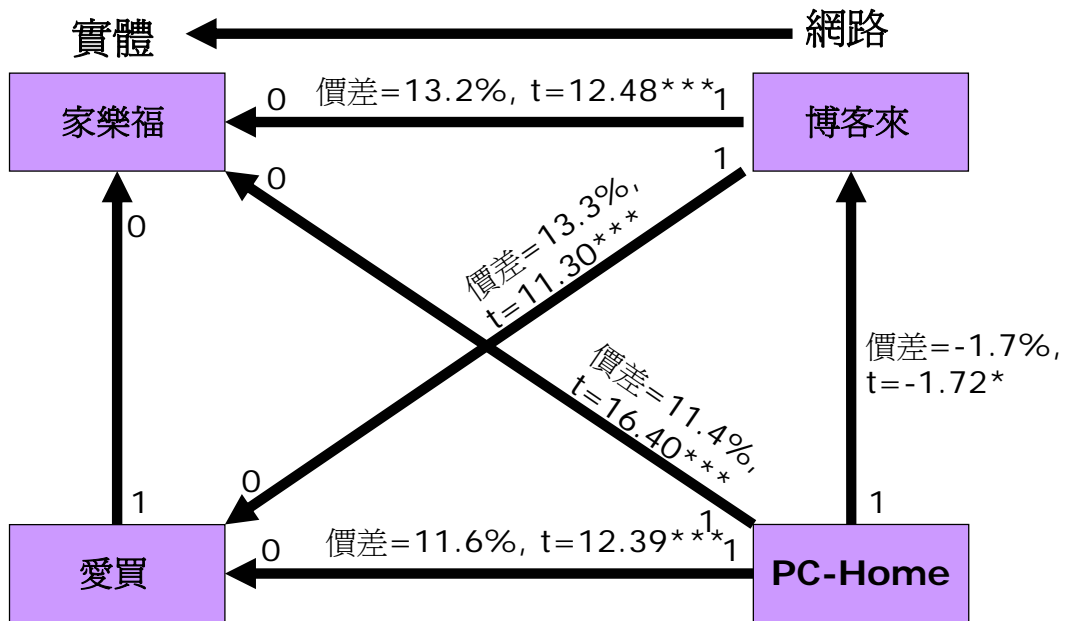 實體
網路
家樂福
0
價差=13.2%, t=12.48***
1
博客來
0
1
0
價差=13.3%,
t=11.30***
價差=11.4%,
t=16.40***
價差=-1.7%,
t=-1.72*
1
0
1
1
愛買
0
價差=11.6%, t=12.39***
1
PC-Home